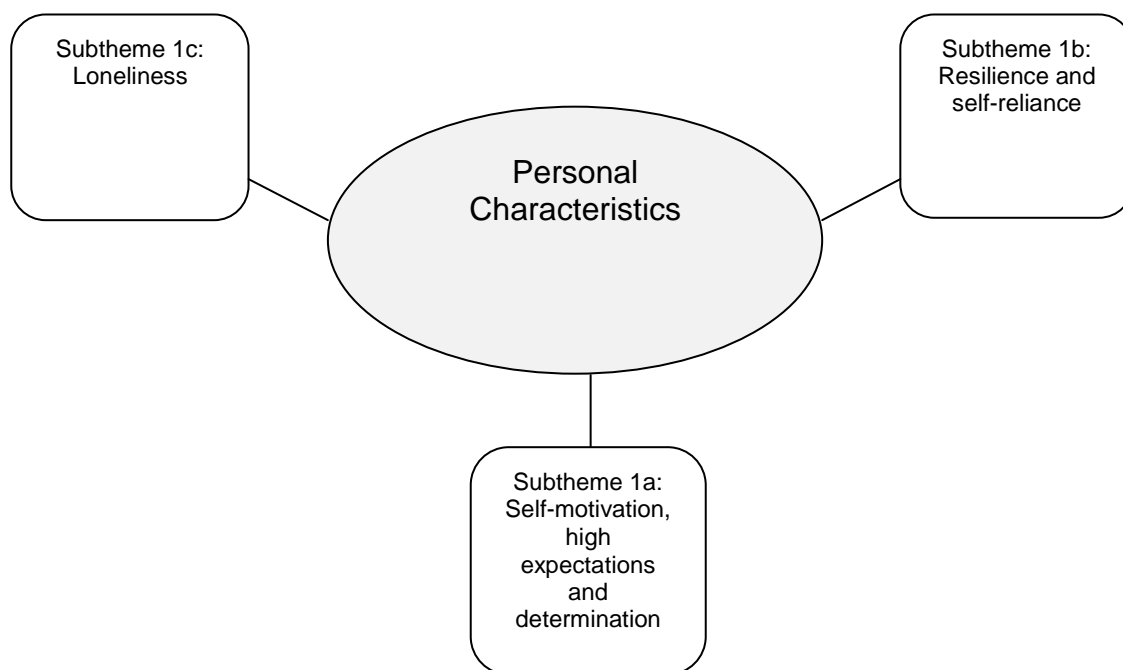 Subtheme 1c:
Loneliness
Subtheme 1b:
Resilience and
self-reliance
Personal
Characteristics
Subtheme 1a:
Self-motivation,
high
expectations
and
determination